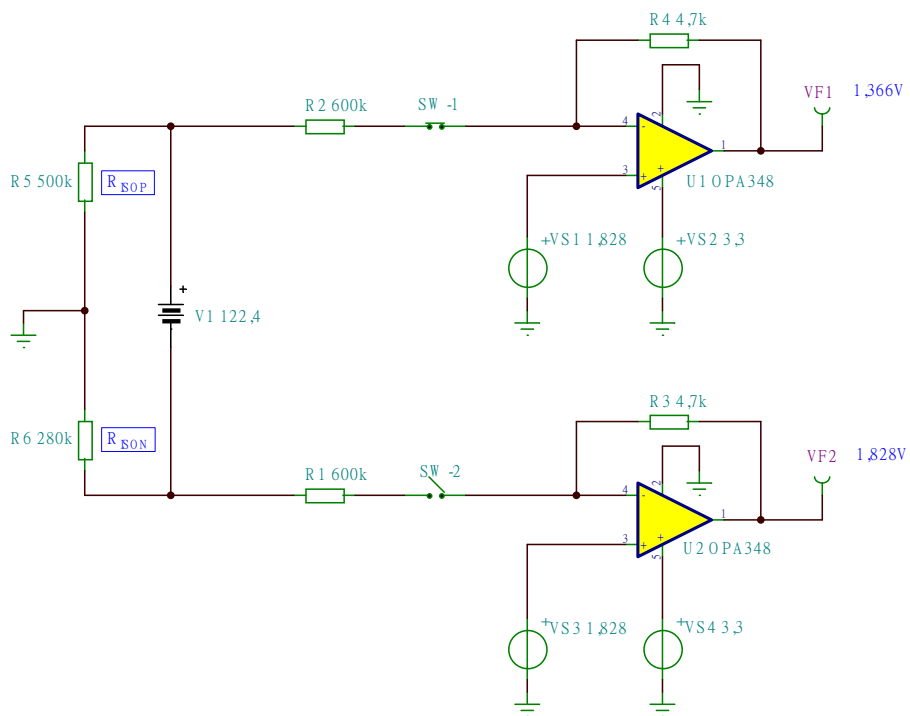 R4 4,7k
VF1 1,366V
R2 600k
SW-1
2
4
-
1
3
+
+
5
U1 OPA348
R5 500k
RISOP
+VS1 1,828
+VS2 3,3
+
V1 122,4
R3 4,7k
R6 280k
RISON
VF2 1,828V
R1 600k
SW-2
2
4
-
1
3
+
+
5
U2 OPA348
+VS3 1,828
+VS4 3,3